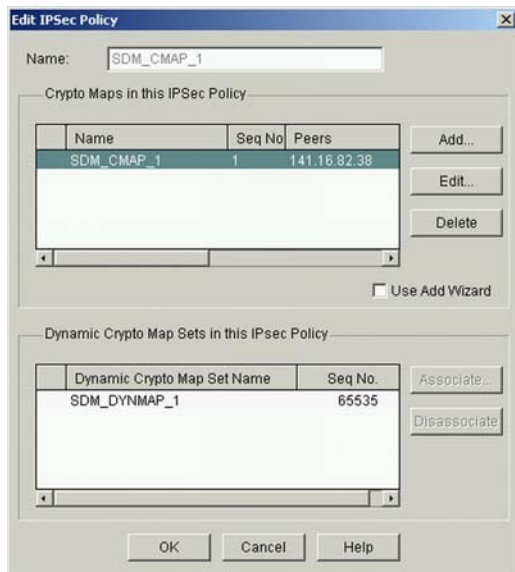 Edit IPSec Policy
Name: SDM_CMAP_1
Crypto Maps in this IPSec Policy
Name Seq No Peers
SDM_CMAP_1 1 141.16.82.38
Add...
Edit...
Delete
Use Add Wizard
Dynamic Crypto Map Sets in this IPsec Policy
Dynamic Crypto Map Set Name Seq No.
SDM_DYNMAP_1 65535
Associate...
Disassociate
OK Cancel Help